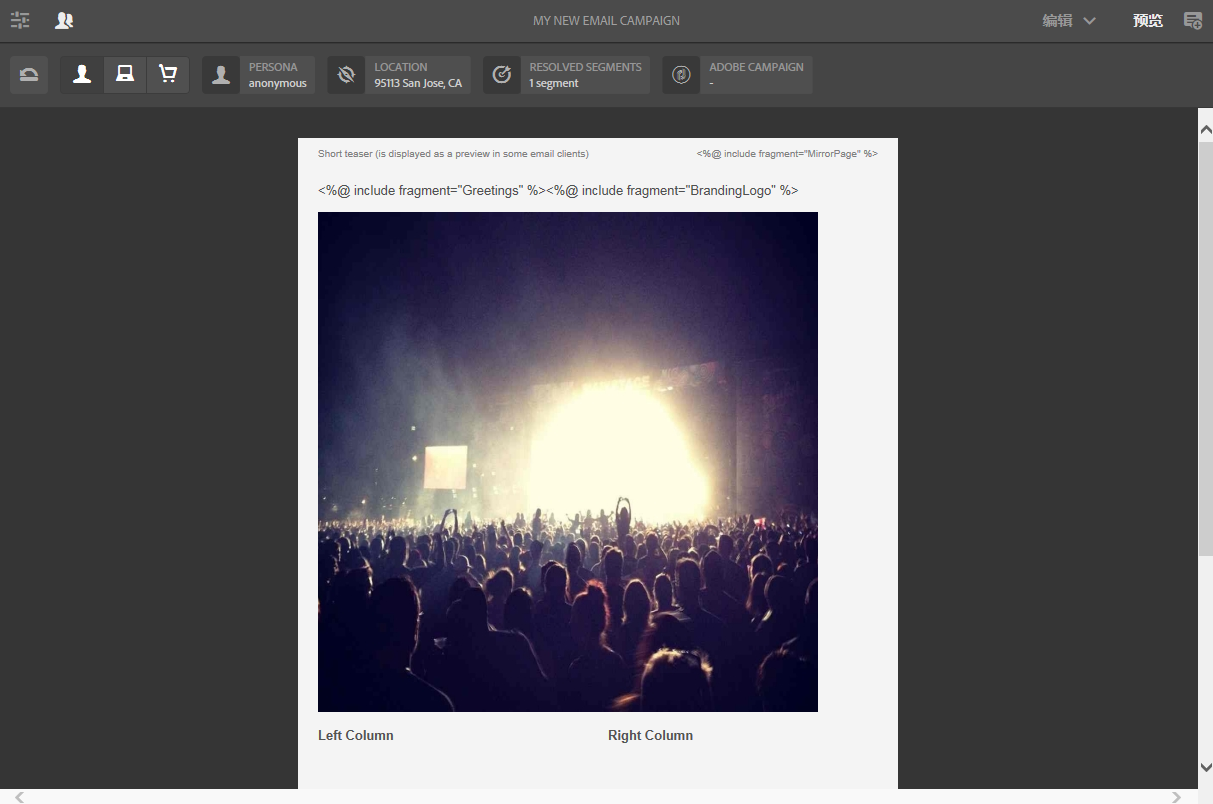 MY NEW EMAIL CAMPAIGN
编辑
预览
PERSONA
anonymous
LOCATION
95113 San Jose, CA
RESOLVED SEGMENTS
1 segment
ADOBE CAMPAIGN
-
Short teaser (is displayed as a preview in some email clients)
<%@ include fragment="MirrorPage" %>
<%@ include fragment="Greetings" %><%@ include fragment="BrandingLogo" %>
Left Column
Right Column